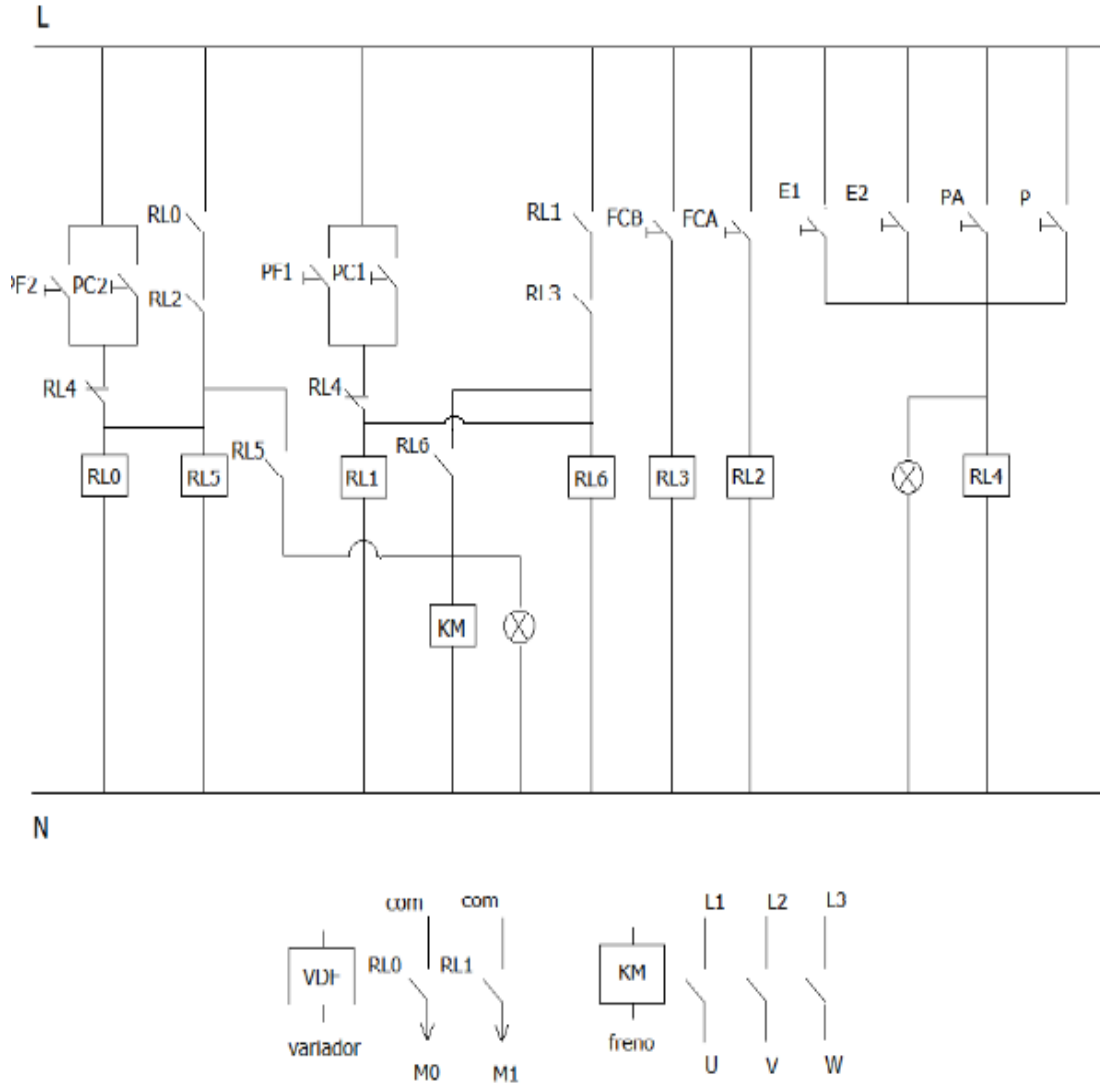 L
E1 E2 PA P
RL0 RL1 FCB FCA
PF2 PC2 RL2 PF1 PC1 RL3
RL4 RL4
RL5 RL6
RL0 RL5 RL1 RL6 RL3 RL2 RL4
KM
N
com com L1 L2 L3
VDF RL0 RL1 KM
variador freno
M0 M1 U V W